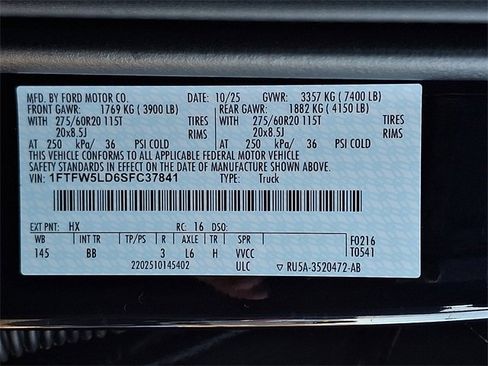 MFD. BY FORD MOTOR CO. DATE: 10/25 GVWR: 3357 KG ( 7400 LB)
FRONT GAWR: 1769 KG ( 3900 LB) REAR GAWR: 1882 KG ( 4150 LB)
WITH 275/60R20 115T TIRES WITH 275/60R20 115T TIRES
20x8.5J RIMS 20x8.5J RIMS
AT 250 kPa/ 36 PSI COLD AT 250 kPa/ 36 PSI COLD
THIS VEHICLE CONFORMS TO ALL APPLICABLE FEDERAL MOTOR VEHICLE
SAFETY STANDARDS IN EFFECT ON THE DATE OF MANUFACTURE SHOWN ABOVE.
VIN: 1FTFW5LD6SFC37841 TYPE: Truck
EXT PNT: HX RC: 16 DSO:
WB INT TR TP/PS R AXLE TR SPR F0216
145 BB 3 L6 H VVCC T0541
2202510145402 ULC RU5A-3520472-AB